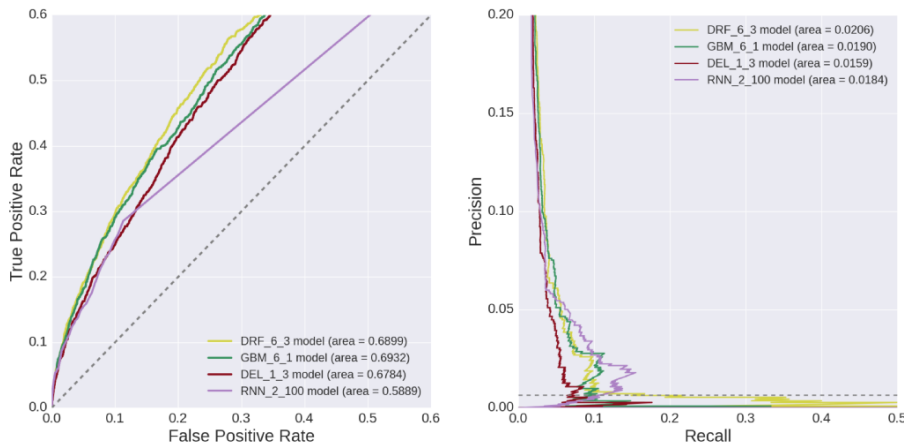 0.6
0.5
0.4
0.3
0.2
0.1
0.0
True Positive Rate
DRF_6_3 model (area = 0.6899)
GBM_6_1 model (area = 0.6932)
DEL_1_3 model (area = 0.6784)
RNN_2_100 model (area = 0.5889)
0.0 0.1 0.2 0.3 0.4 0.5 0.6
False Positive Rate
0.20
0.15
0.10
0.05
0.00
Precision
DRF_6_3 model (area = 0.0206)
GBM_6_1 model (area = 0.0190)
DEL_1_3 model (area = 0.0159)
RNN_2_100 model (area = 0.0184)
0.0 0.1 0.2 0.3 0.4 0.5
Recall